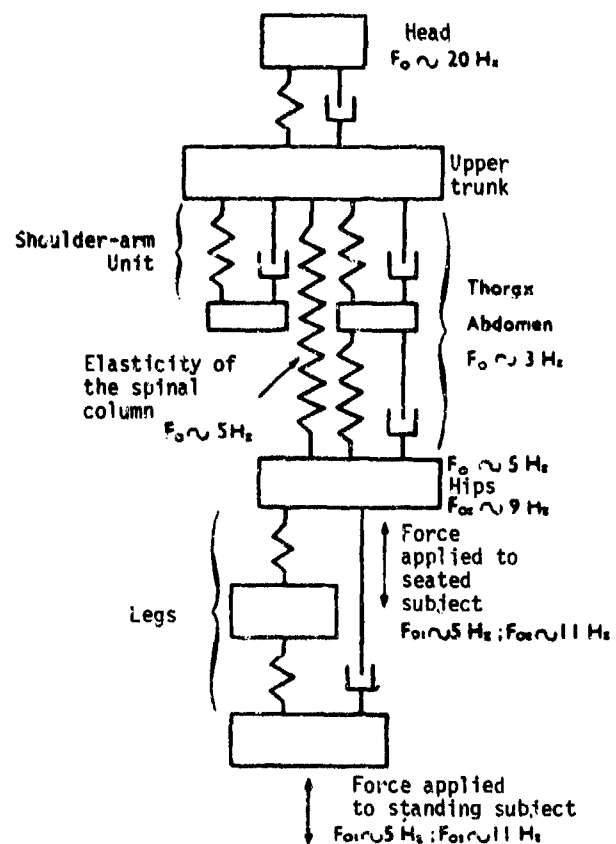 Head
F₀ ~ 20 Hz
Upper
trunk
Shoulder-arm
Unit
Thorgx
Abdomen
F₀ ~ 3 Hz
Elasticity of
the spinal
column
F₀ ~ 5 Hz
F₀ ~ 5 Hz
Hips
F₀₂ ~ 9 Hz
Force
applied to
seated
subject
F₀₁ ~ 5 Hz ; F₀₂ ~ 11 Hz
Legs
Force applied
to standing subject
F₀₁ ~ 5 Hz ; F₀₂ ~ 11 Hz